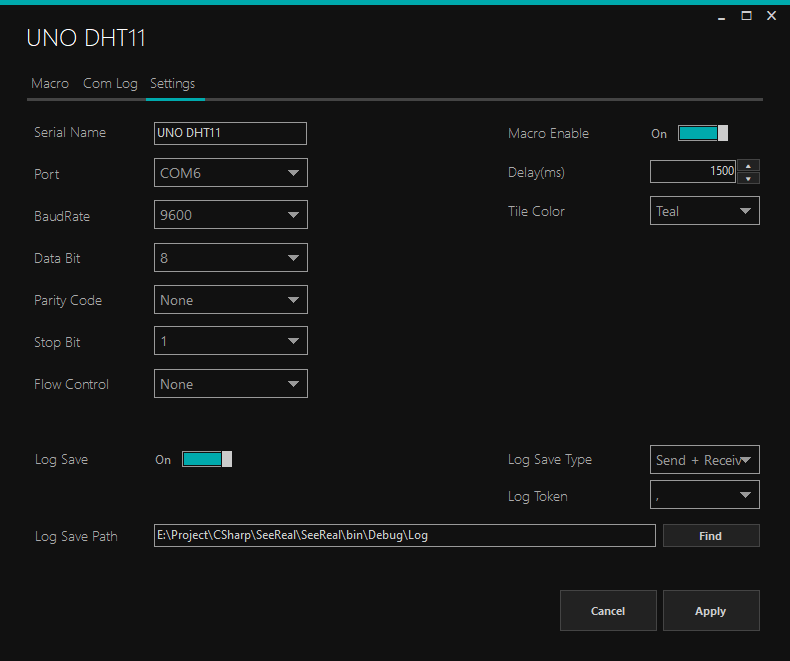 UNO DHT11
Macro Com Log Settings
Serial Name UNO DHT11
Macro Enable On
Port COM6
Delay(ms) 1500
BaudRate 9600
Tile Color Teal
Data Bit 8
Parity Code None
Stop Bit 1
Flow Control None
Log Save On
Log Save Type Send + Receiv
Log Token ,
Log Save Path E:\Project\CSharp\SeeReal\SeeReal\bin\Debug\Log Find
Cancel Apply